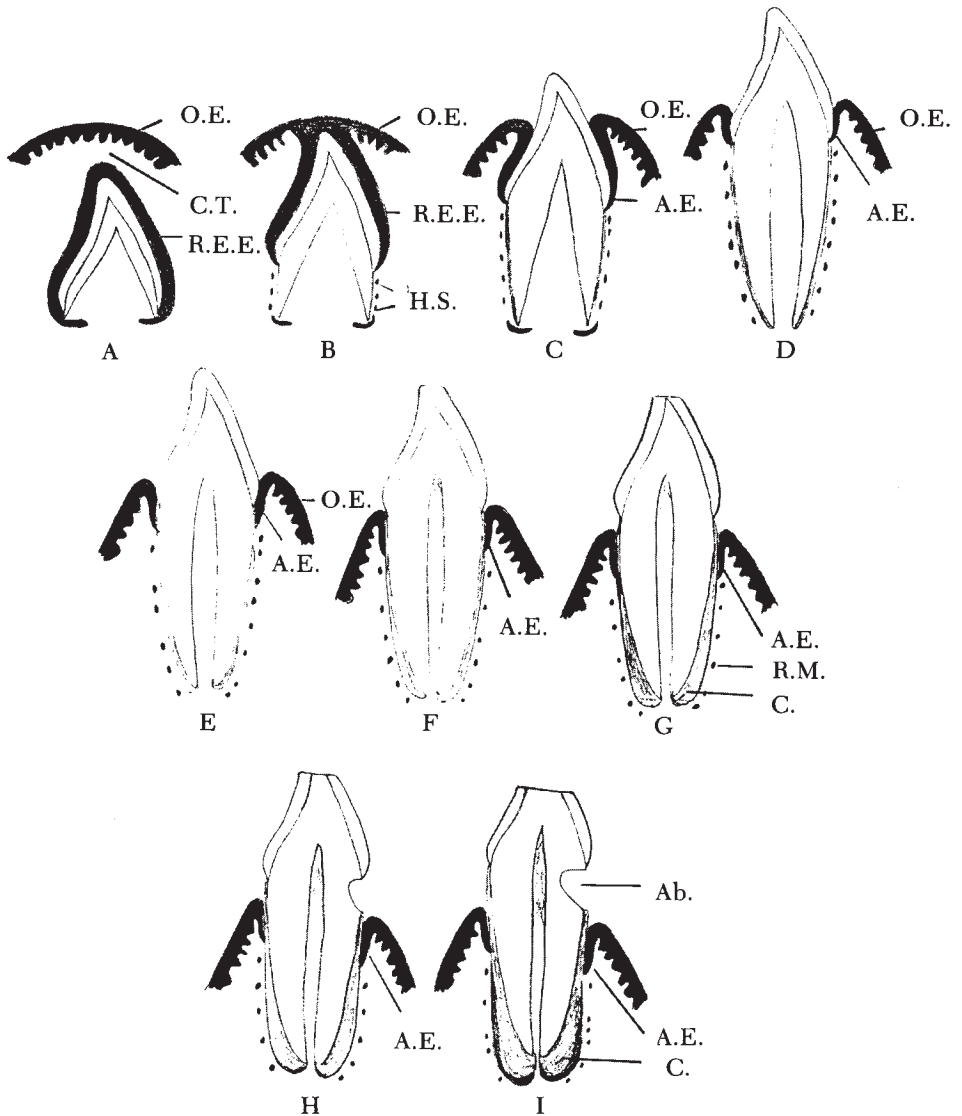 O.E.
C.T.
R.E.E.
A
O.E.
R.E.E.
H.S.
B
O.E.
A.E.
C
O.E.
A.E.
D
O.E.
A.E.
E
A.E.
F
A.E.
R.M.
C.
G
A.E.
H
Ab.
A.E.
C.
I